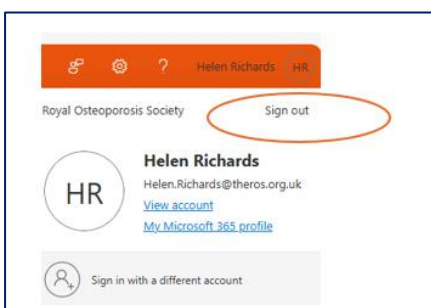 ? Helen Richards HR
Royal Osteoporosis Society Sign out
HR
Helen Richards
Helen.Richards@theros.org.uk
View account
My Microsoft 365 profile
Sign in with a different account